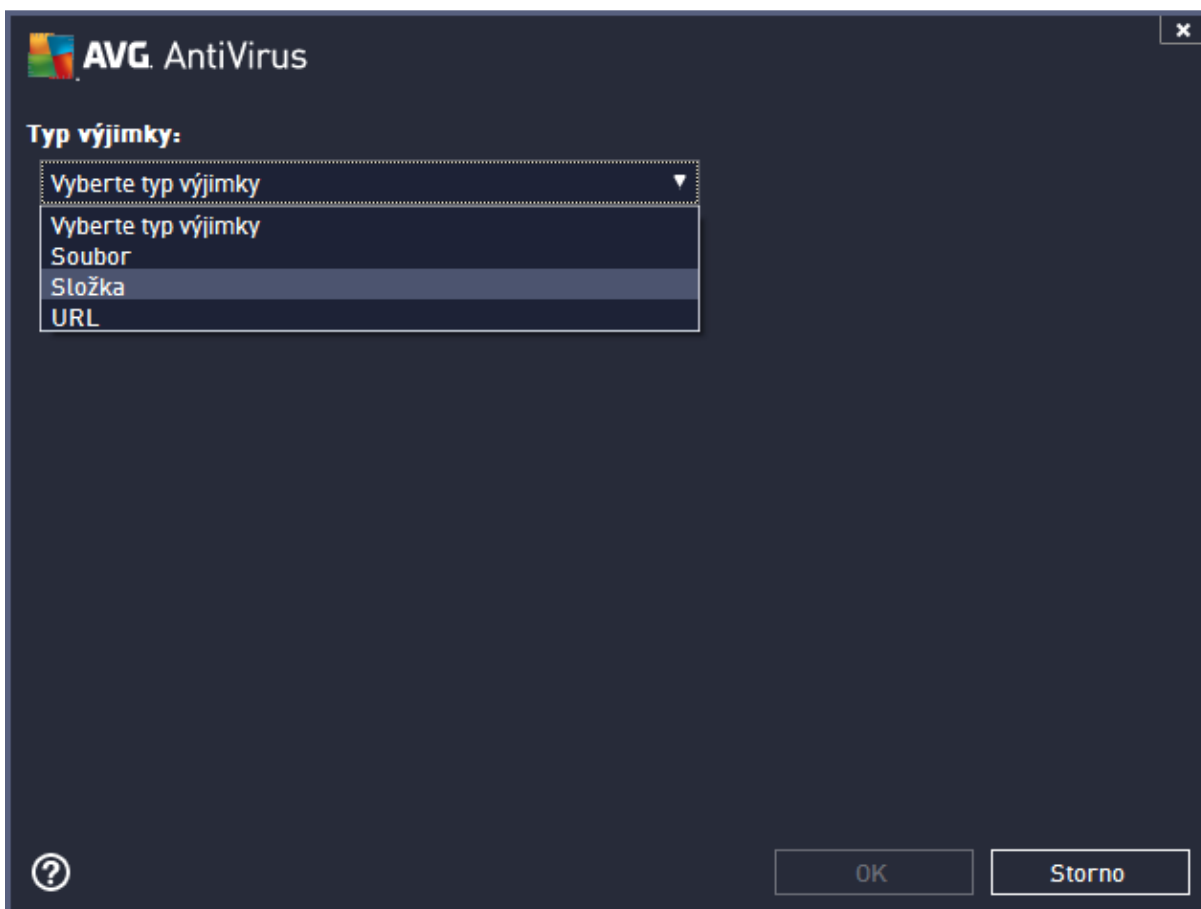 AVG. AntiVirus
Typ výjimky:
Vyberte typ výjimky
Vyberte typ výjimky
Soubor
Složka
URL
OK
Storno